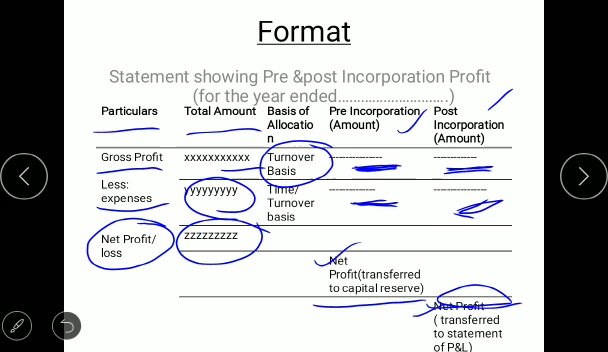 Format
Statement showing Pre &post Incorporation Profit
(for the year ended............................)
Particulars Total Amount Basis of Allocatio n Pre Incorporation (Amount) Post Incorporation (Amount)
Gross Profit xxxxxxxxxxx Turnover Basis ---------------- ----------------
Less: expenses yyyyyyyyy Time/ Turnover basis ---------------- -------------------
Net Profit/ loss zzzzzzzzz
Net Profit(transferred to capital reserve)
Net Profit ( transferred to statement of P&L)